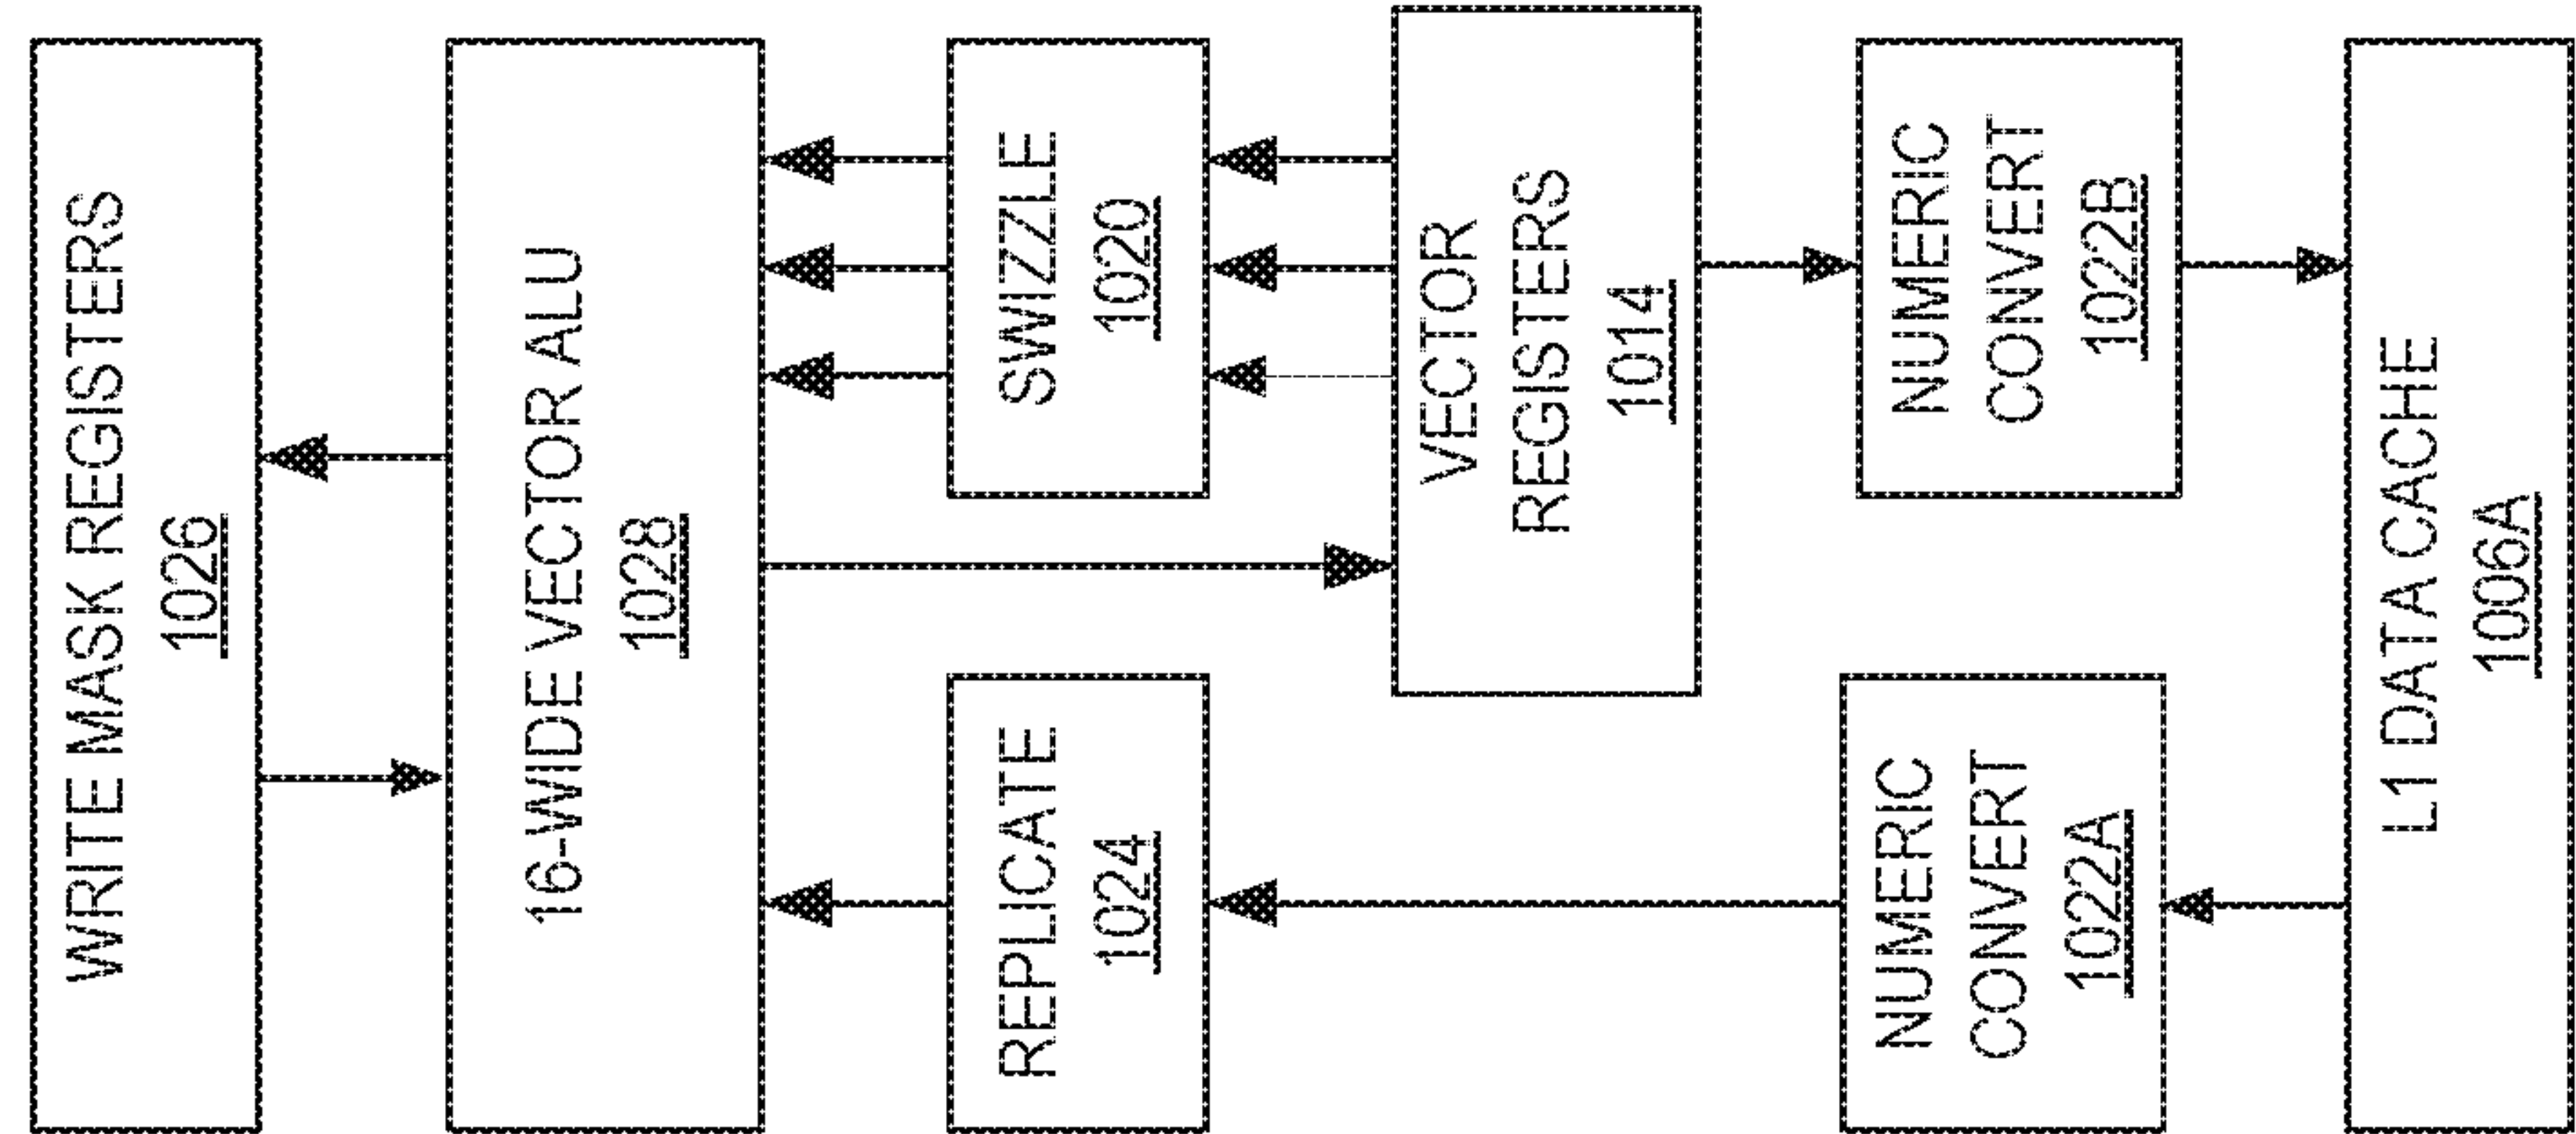 WRITE MASK REGISTERS
1026
16-WIDE VECTOR ALU
1028
REPLICATE
1024
SWIZZLE
1020
VECTOR
REGISTERS
1014
NUMERIC
CONVERT
1022A
NUMERIC
CONVERT
1022B
L1 DATA CACHE
1006A